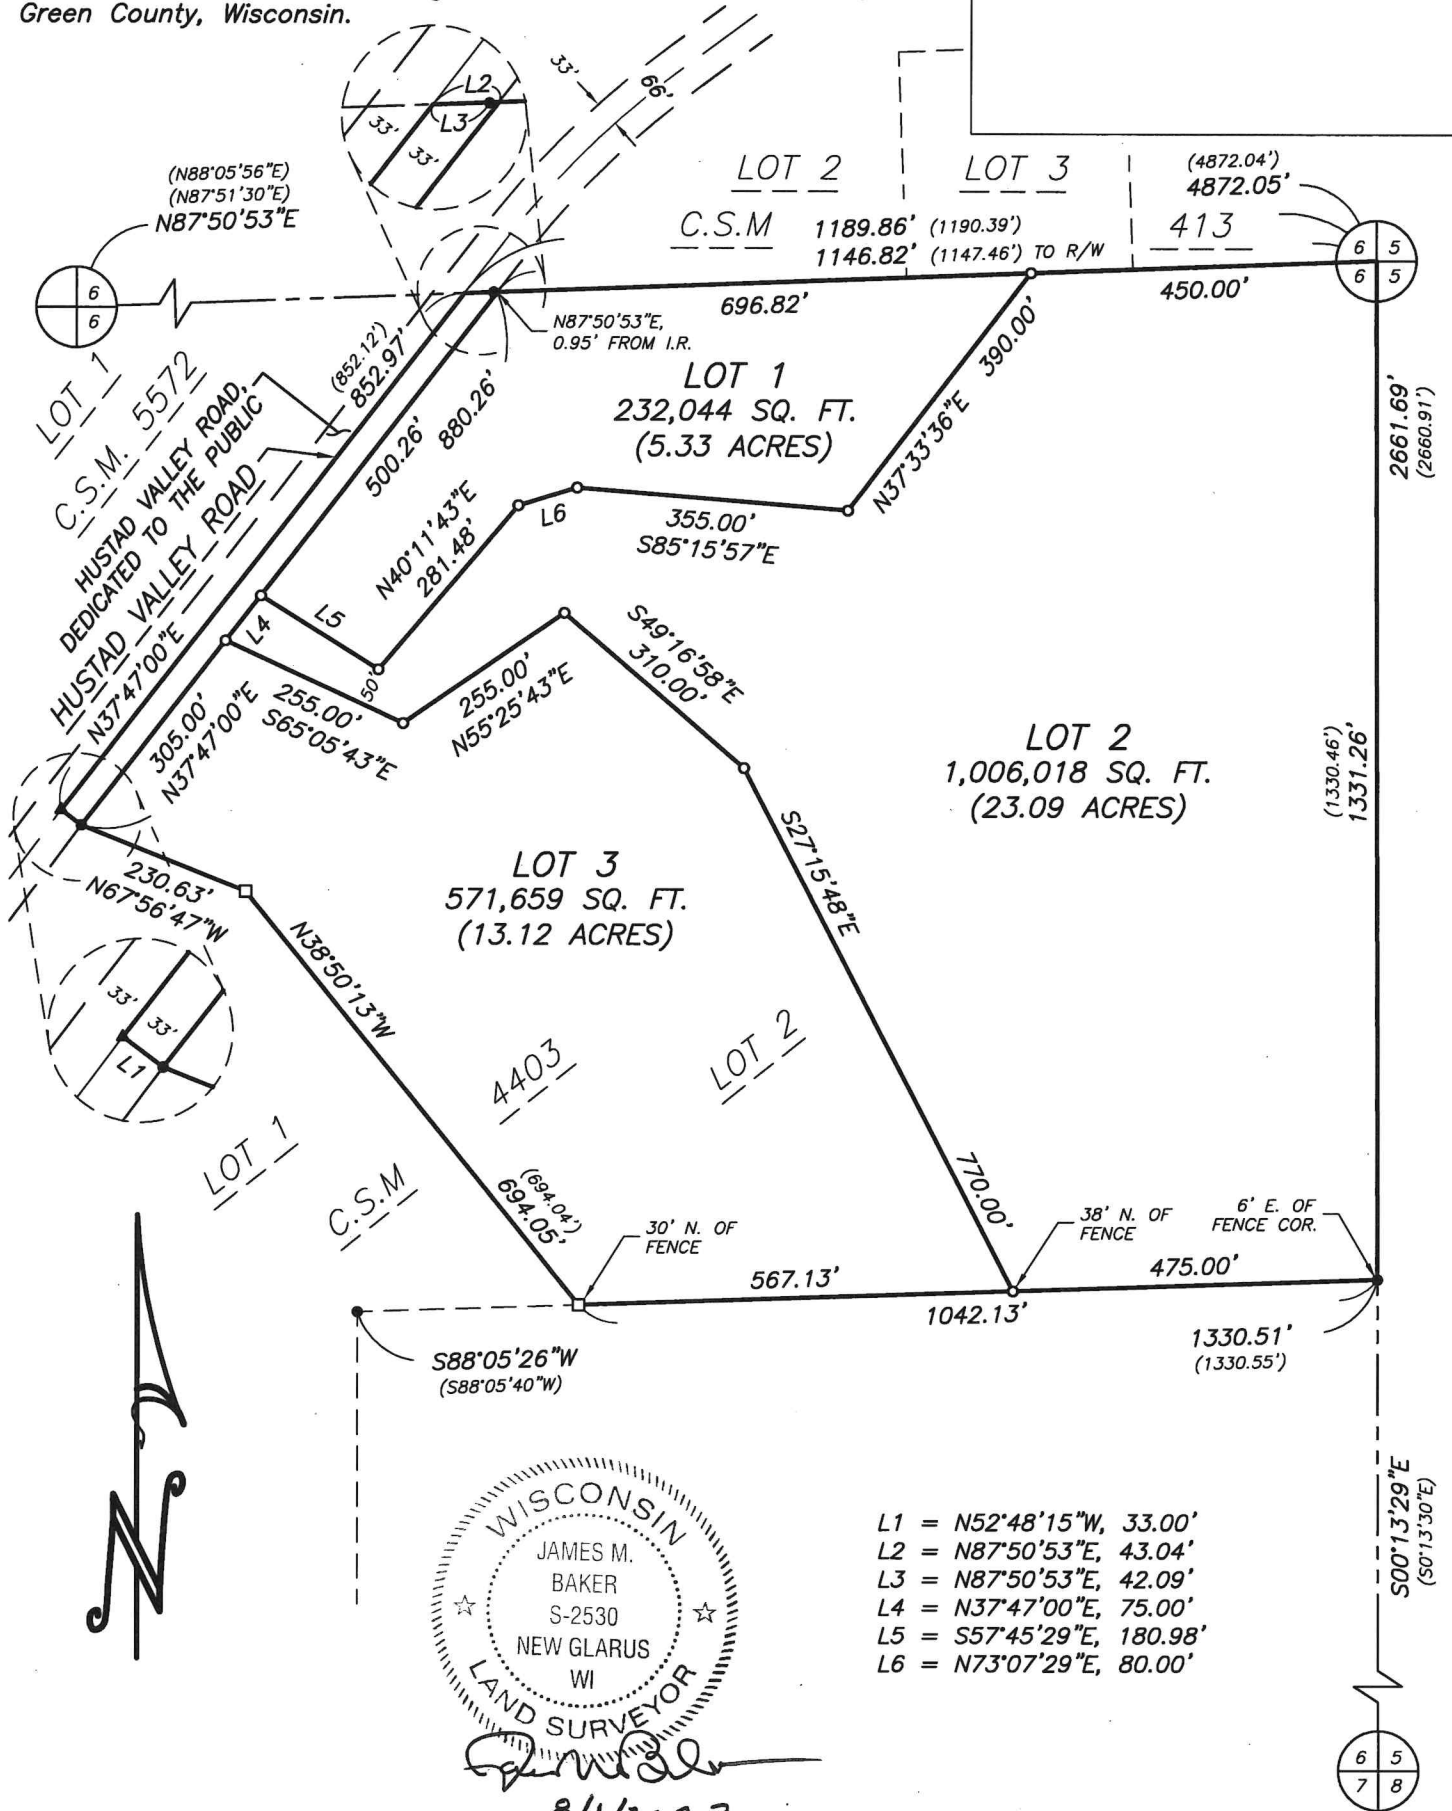 Green County, Wisconsin.
L2
L3
33'
33'
33'
66'
(N88°05'56"E)
(N87°51'30"E)
N87°50'53"E
LOT 2
LOT 3
(4872.04')
4872.05'
C.S.M
1189.86' (1190.39')
413
1146.82' (1147.46') TO R/W
6 5
6 5
6
6
696.82'
450.00'
N87°50'53"E,
0.95' FROM I.R.
LOT 1
C.S.M. 5572
HUSTAD VALLEY ROAD,
DEDICATED TO THE PUBLIC
HUSTAD VALLEY ROAD
(852.12')
852.97'
N37°47'00"E
500.26'
880.26'
LOT 1
232,044 SQ. FT.
(5.33 ACRES)
390.00'
N37°33'36"E
2661.69'
(2660.91')
L6
355.00'
S85°15'57"E
N40°11'43"E
281.48'
L5
L4
50'
305.00'
N37°47'00"E
255.00'
S65°05'43"E
255.00'
N55°25'43"E
S49°16'58"E
310.00'
LOT 2
1,006,018 SQ. FT.
(23.09 ACRES)
(1330.46')
1331.26'
S27°15'48"E
770.00'
LOT 3
571,659 SQ. FT.
(13.12 ACRES)
230.63'
N67°56'47"W
N38°50'13"W
(694.04')
694.05'
33'
33'
L1
4403
LOT 2
LOT 1
C.S.M
30' N. OF
FENCE
38' N. OF
FENCE
6' E. OF
FENCE COR.
567.13'
475.00'
1042.13'
1330.51'
(1330.55')
S88°05'26"W
(S88°05'40"W)
N
S00°13'29"E
(S0°13'30"E)
WISCONSIN
JAMES M.
BAKER
S-2530
NEW GLARUS
WI
LAND SURVEYOR
L1 = N52°48'15"W, 33.00'
L2 = N87°50'53"E, 43.04'
L3 = N87°50'53"E, 42.09'
L4 = N37°47'00"E, 75.00'
L5 = S57°45'29"E, 180.98'
L6 = N73°07'29"E, 80.00'
6 5
7 8